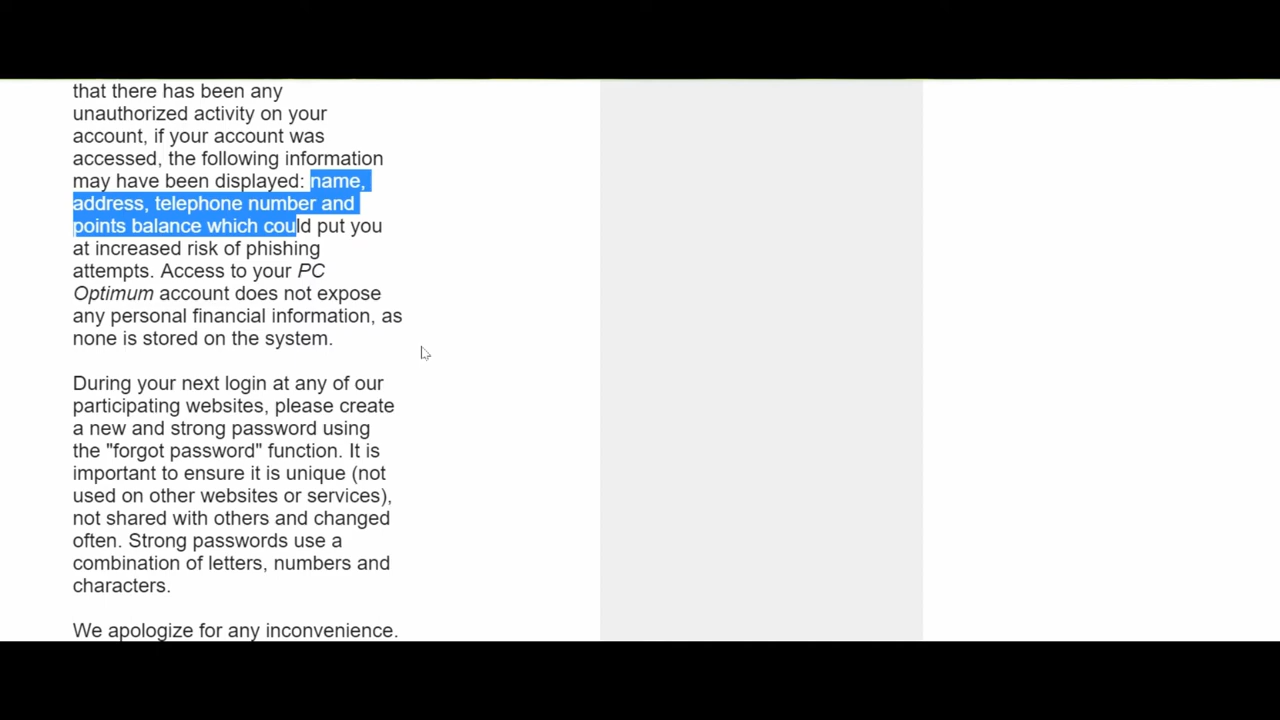 that there has been any
unauthorized activity on your
account, if your account was
accessed, the following information
may have been displayed: name,
address, telephone number and
points balance which could put you
at increased risk of phishing
attempts. Access to your PC
Optimum account does not expose
any personal financial information, as
none is stored on the system.
During your next login at any of our
participating websites, please create
a new and strong password using
the "forgot password" function. It is
important to ensure it is unique (not
used on other websites or services),
not shared with others and changed
often. Strong passwords use a
combination of letters, numbers and
characters.
We apologize for any inconvenience.